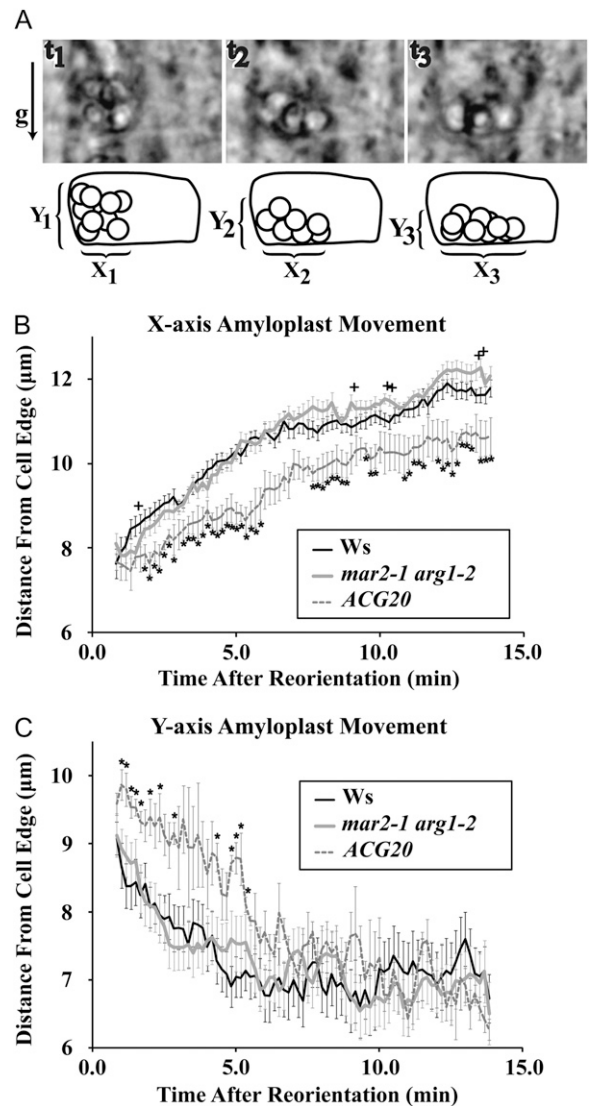 A
t1 t2 t3
g
Y1 Y2 Y3
X1 X2 X3
B
X-axis Amyloplast Movement
Distance From Cell Edge (µm)
12
10
8
6
Ws
mar2-1 arg1-2
ACG20
0.0 5.0 10.0 15.0
Time After Reorientation (min)
C
Y-axis Amyloplast Movement
Distance From Cell Edge (µm)
10
9
8
7
6
Ws
mar2-1 arg1-2
ACG20
0.0 5.0 10.0 15.0
Time After Reorientation (min)